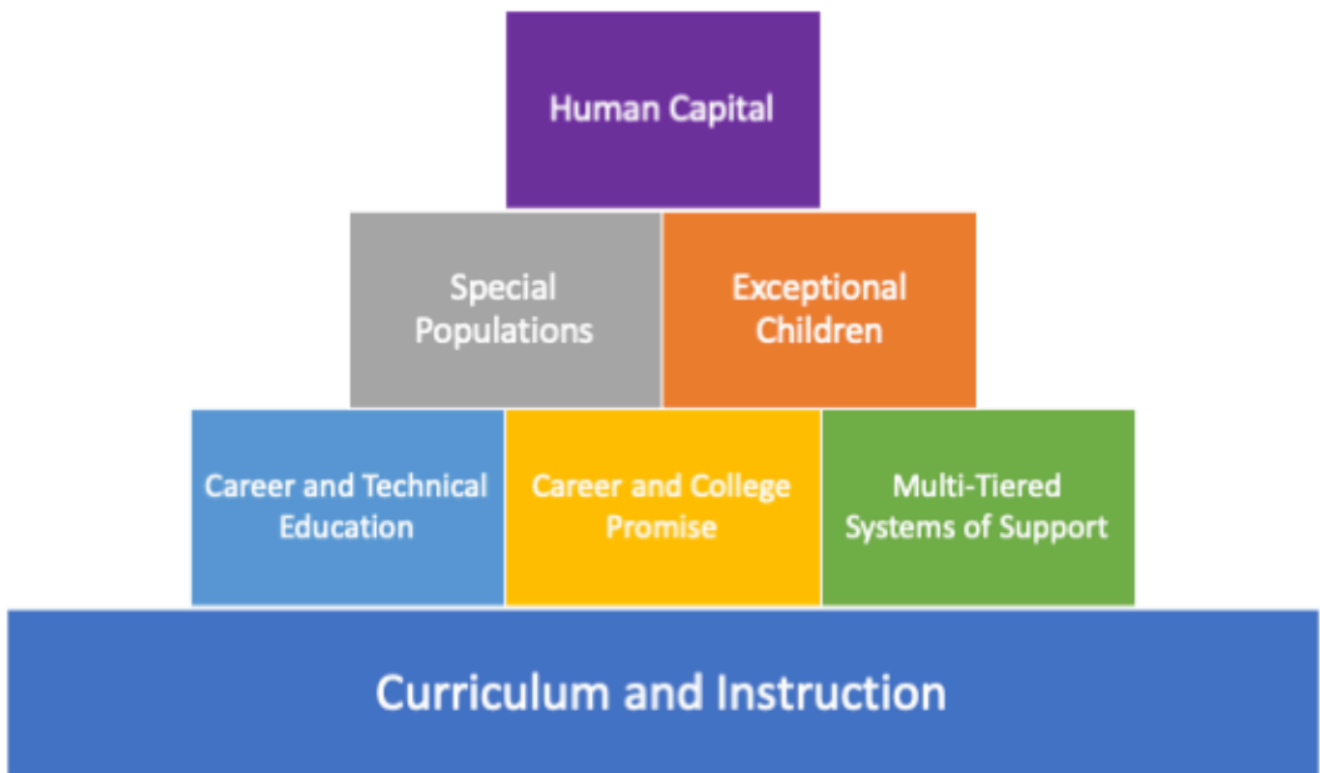 Human Capital
Special
Populations
Exceptional
Children
Career and Technical
Education
Career and College
Promise
Multi-Tiered
Systems of Support
Curriculum and Instruction